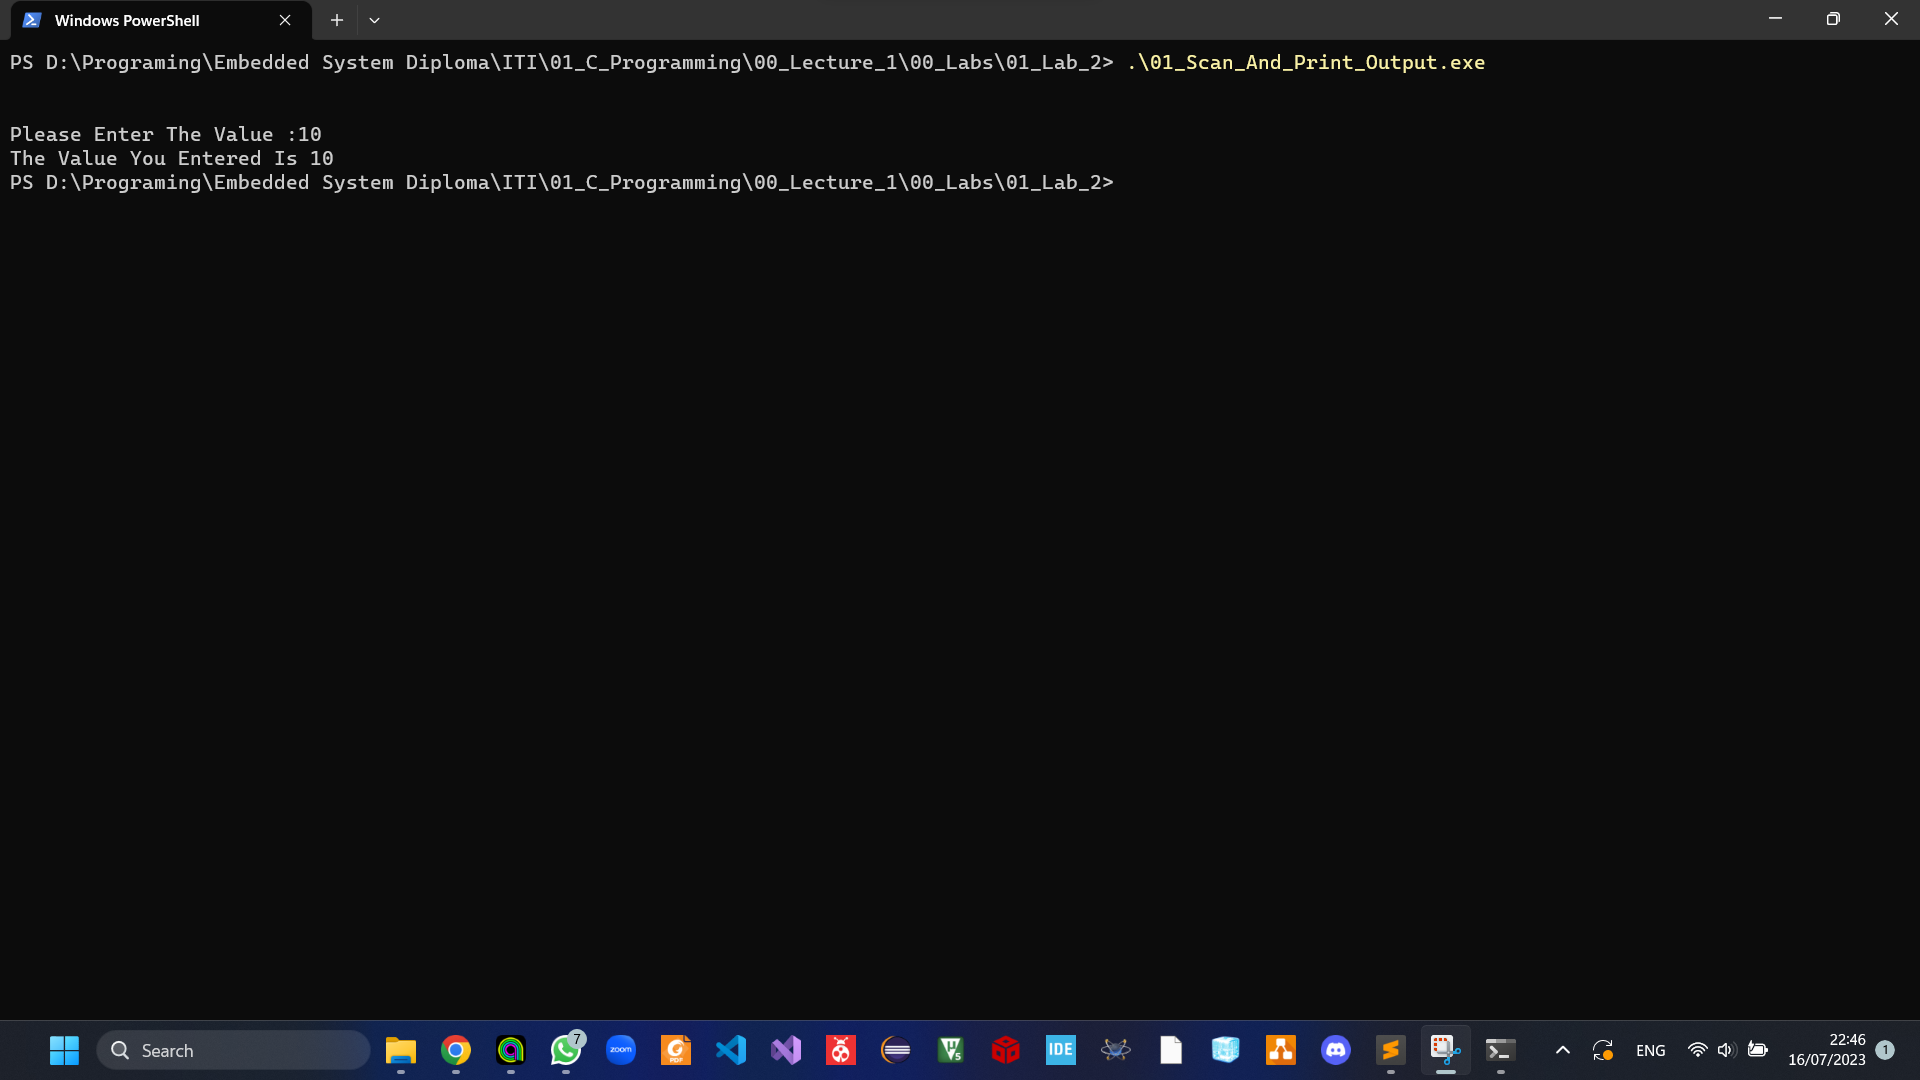 Windows PowerShell
PS D:\Programing\Embedded System Diploma\ITI\01_C_Programming\00_Lecture_1\00_Labs\01_Lab_2> .\01_Scan_And_Print_Output.exe
Please Enter The Value :10
The Value You Entered Is 10
PS D:\Programing\Embedded System Diploma\ITI\01_C_Programming\00_Lecture_1\00_Labs\01_Lab_2>
Search
7
zoom
PDF
V5
IDE
ENG
22:46
16/07/2023
1